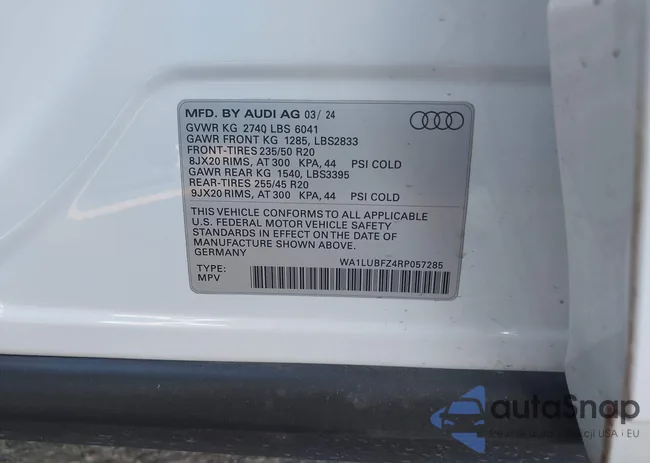 MFD. BY AUDI AG 03/ 24
GVWR KG 2740 LBS 6041
GAWR FRONT KG 1285, LBS2833
FRONT-TIRES 235/50 R20
8JX20 RIMS, AT 300 KPA, 44 PSI COLD
GAWR REAR KG 1540, LBS3395
REAR-TIRES 255/45 R20
9JX20 RIMS, AT 300 KPA, 44 PSI COLD
THIS VEHICLE CONFORMS TO ALL APPLICABLE
U.S. FEDERAL MOTOR VEHICLE SAFETY
STANDARDS IN EFFECT ON THE DATE OF
MANUFACTURE SHOWN ABOVE.
GERMANY
WA1LUBFZ4RP057285
TYPE:
MPV
autoSnap
USA i EU